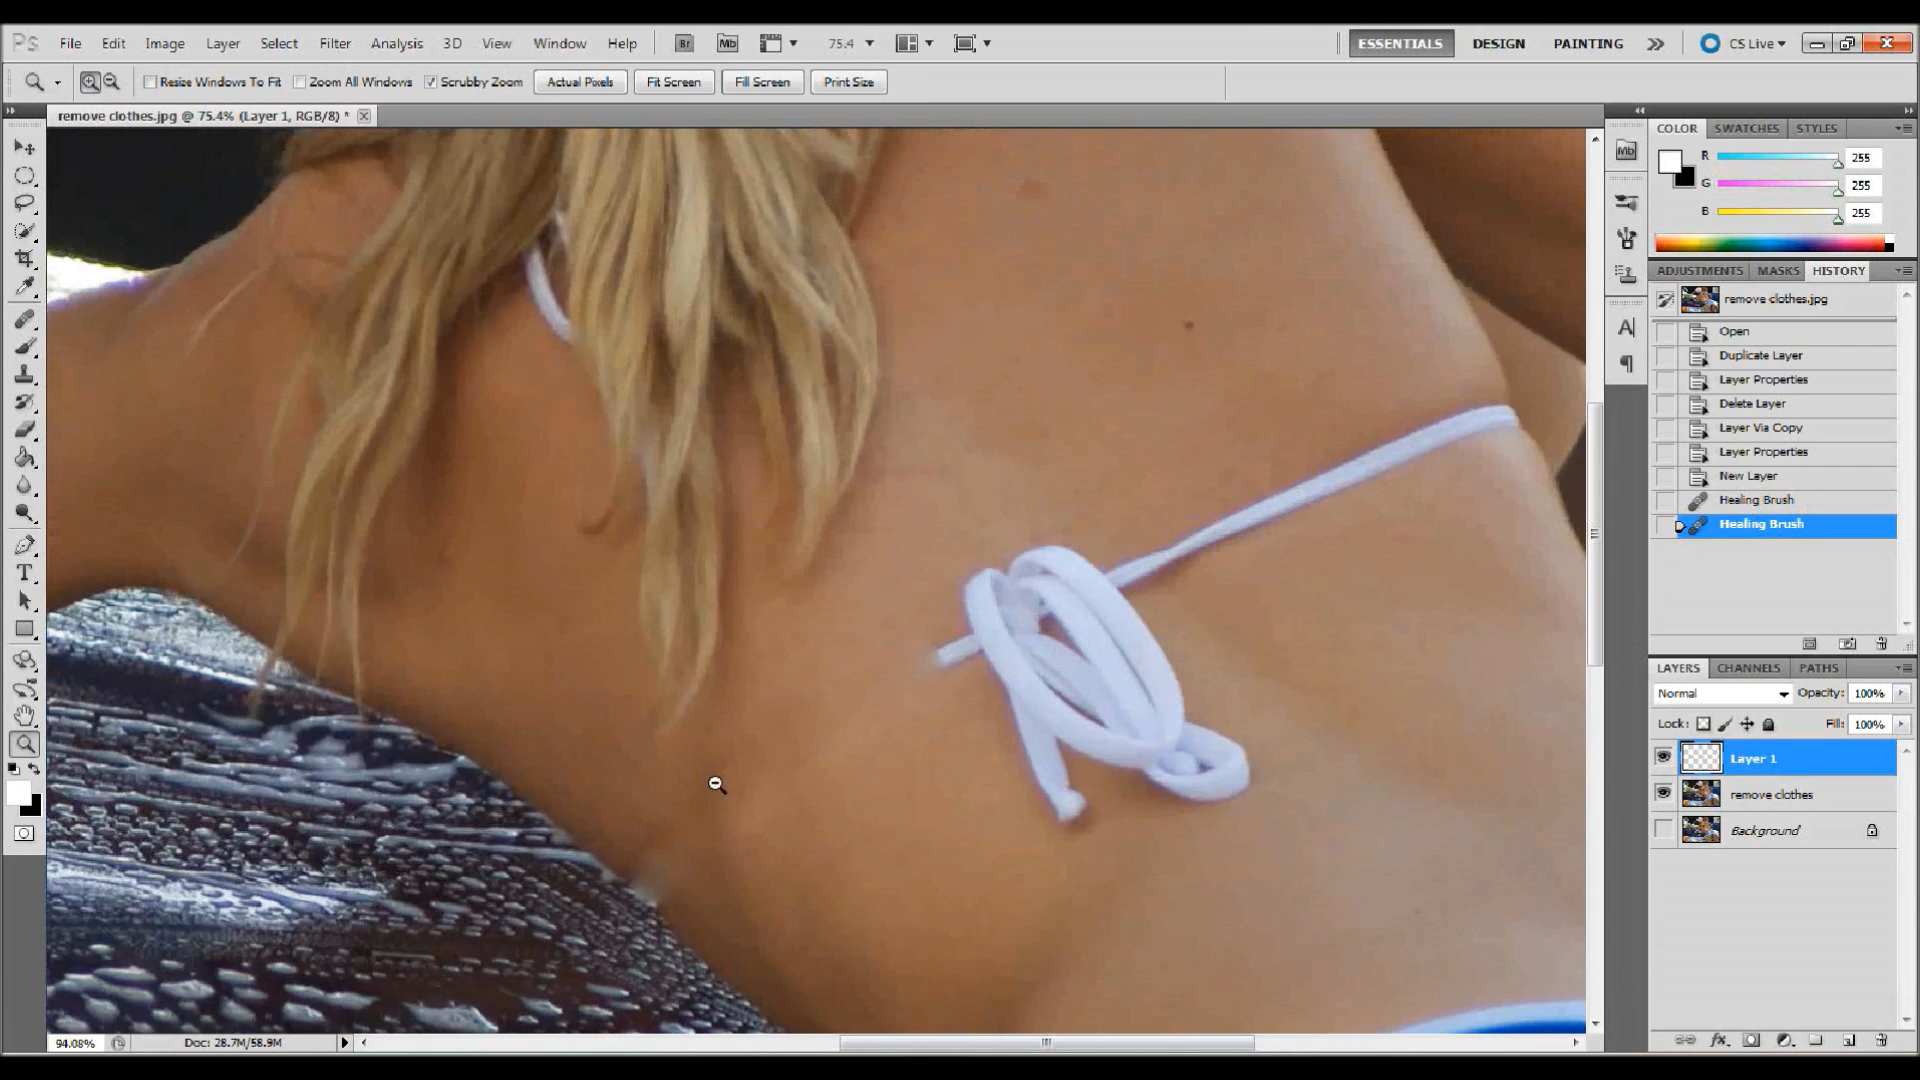 Ps File Edit Image Layer Select Filter Analysis 3D View Window Help Br Mb 75.4 ESSENTIALS DESIGN PAINTING CS Live
Resize Windows To Fit Zoom All Windows Scrubby Zoom Actual Pixels Fit Screen Fill Screen Print Size
remove clothes.jpg @ 75.4% (Layer 1, RGB/8) *
COLOR SWATCHES STYLES
Mb
R 255
G 255
B 255
ADJUSTMENTS MASKS HISTORY
remove clothes.jpg
Open
Duplicate Layer
Layer Properties
Delete Layer
Layer Via Copy
Layer Properties
New Layer
Healing Brush
Healing Brush
LAYERS CHANNELS PATHS
Normal Opacity: 100%
Lock: Fill: 100%
Layer 1
remove clothes
Background
94.08% Doc: 28.7M/58.9M